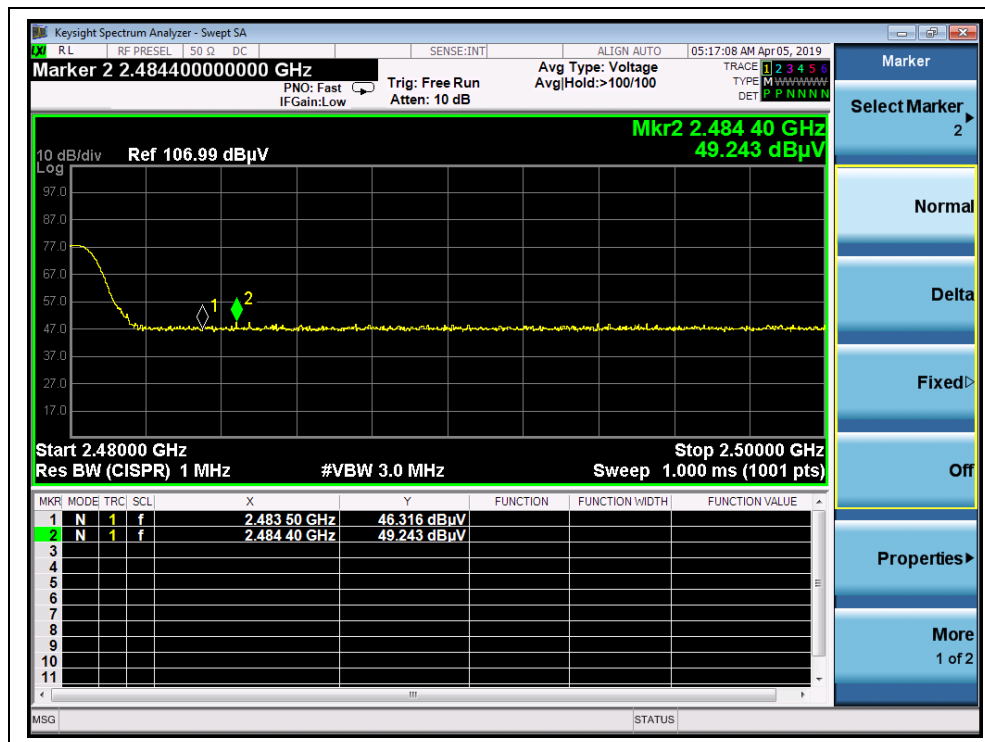 Keysight Spectrum Analyzer - Swept SA
LXI RL RF PRESEL 50 Ω DC SENSE:INT ALIGN AUTO 05:17:08 AM Apr 05, 2019
Marker 2 2.484400000000 GHz
PNO: Fast
IFGain:Low
Trig: Free Run
Atten: 10 dB
Avg Type: Voltage
Avg|Hold:>100/100
TRACE 1 2 3 4 5 6
TYPE M WWWWW
DET P P N N N N
Mkr2 2.484 40 GHz
49.243 dBµV
10 dB/div Ref 106.99 dBµV
Log
97.0
87.0
77.0
67.0
57.0
47.0
37.0
27.0
17.0
1
2
Start 2.48000 GHz Stop 2.50000 GHz
Res BW (CISPR) 1 MHz #VBW 3.0 MHz Sweep 1.000 ms (1001 pts)
MKR MODE TRC SCL X Y FUNCTION FUNCTION WIDTH FUNCTION VALUE
1 N 1 f 2.483 50 GHz 46.316 dBµV
2 N 1 f 2.484 40 GHz 49.243 dBµV
3
4
5
6
7
8
9
10
11
MSG STATUS
Marker
Select Marker
2
Normal
Delta
Fixed
Off
Properties
More
1 of 2